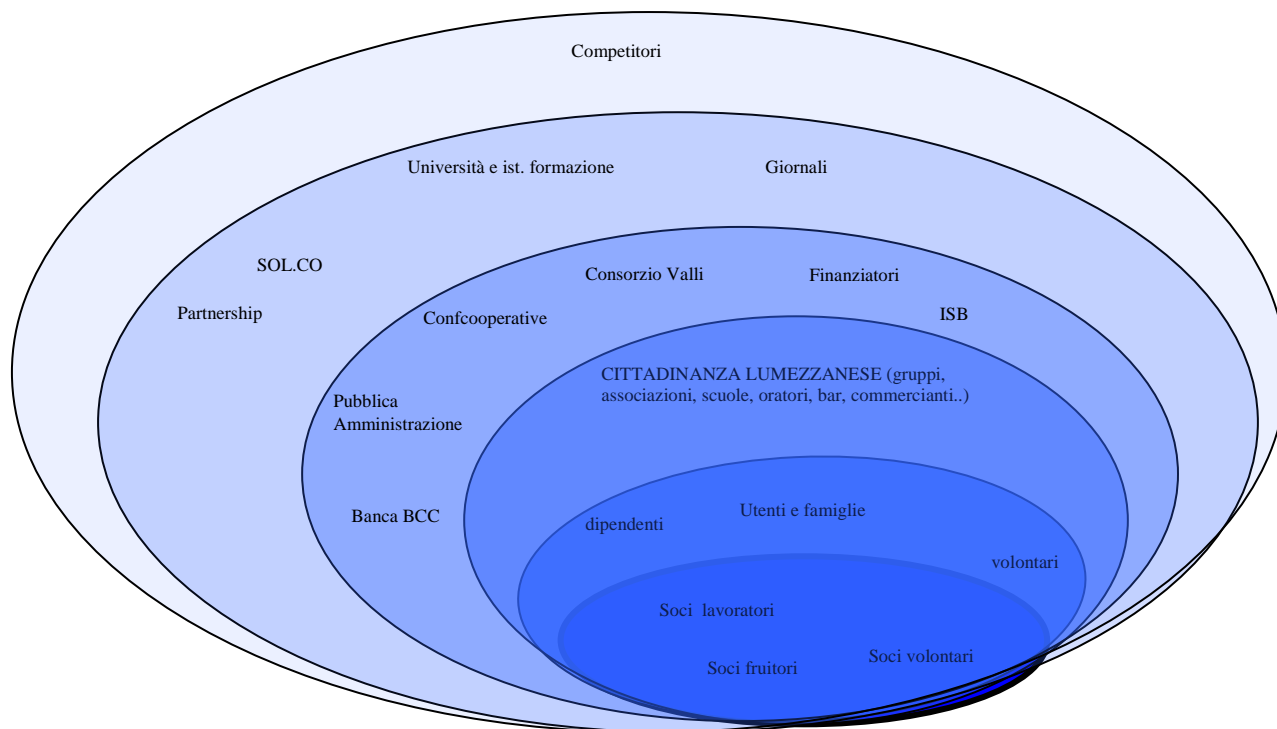 Competitori
Università e ist. formazione
Giornali
SOL.CO
Consorzio Valli
Finanziatori
Partnership
Confcooperative
ISB
CITTADINANZA LUMEZZANESE (gruppi,
associazioni, scuole, oratori, bar, commercianti..)
Pubblica
Amministrazione
Banca BCC
Utenti e famiglie
dipendenti
volontari
Soci  lavoratori
Soci volontari
Soci fruitori